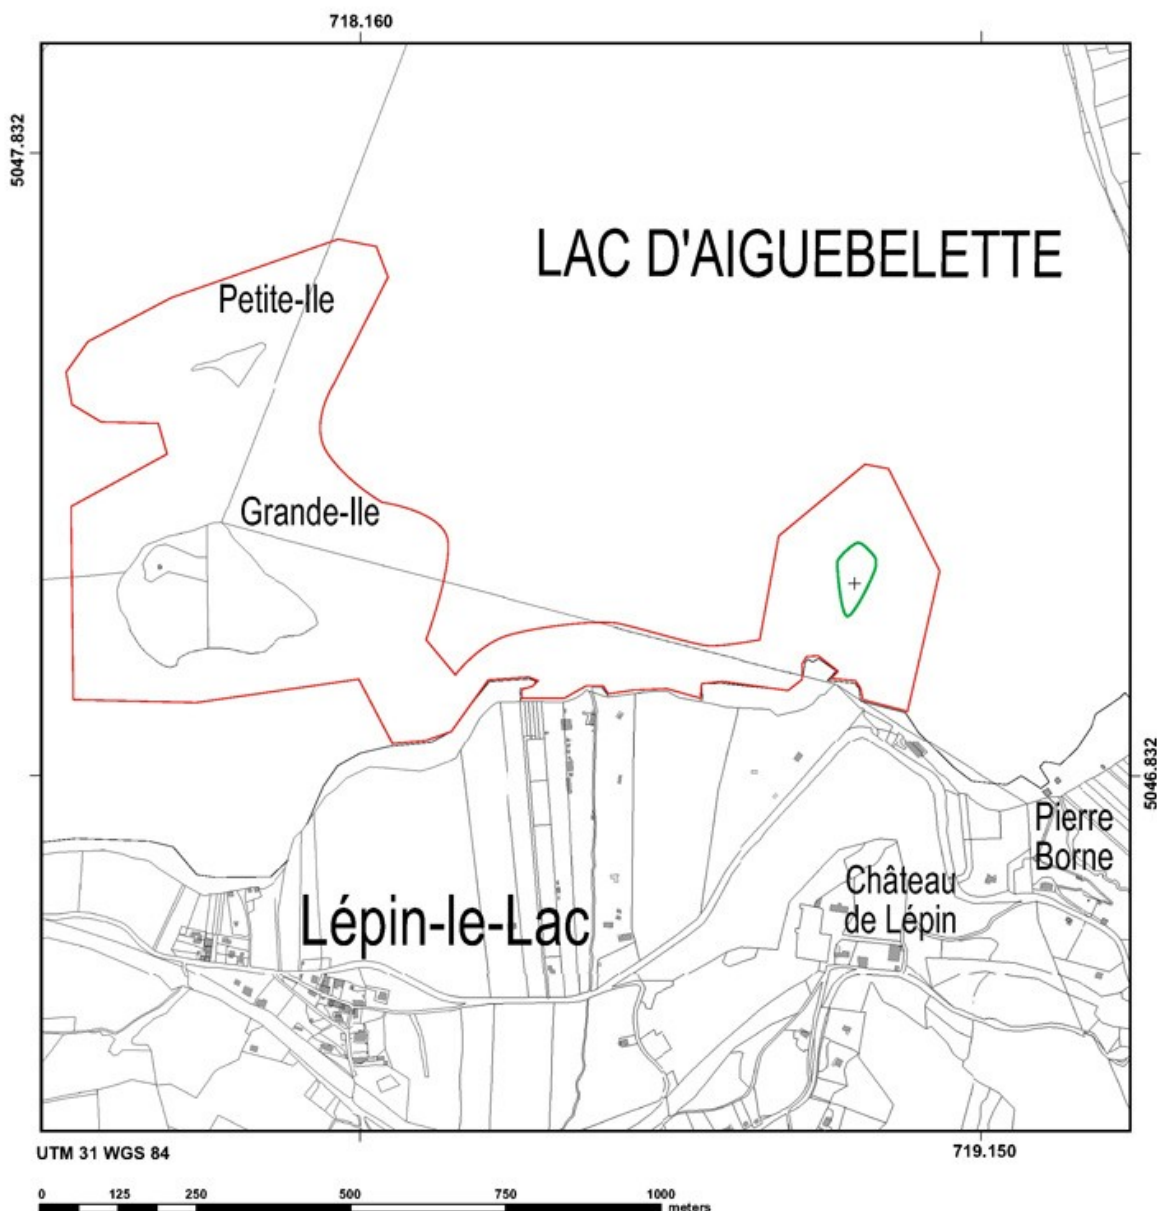 718.160
5047.832
LAC D'AIGUEBELETTE
Petite-Ile
Grande-Ile
5046.832
Pierre
Borne
Château
de Lépin
Lépin-le-Lac
UTM 31 WGS 84
719.150
0 125 250 500 750 1000
meters